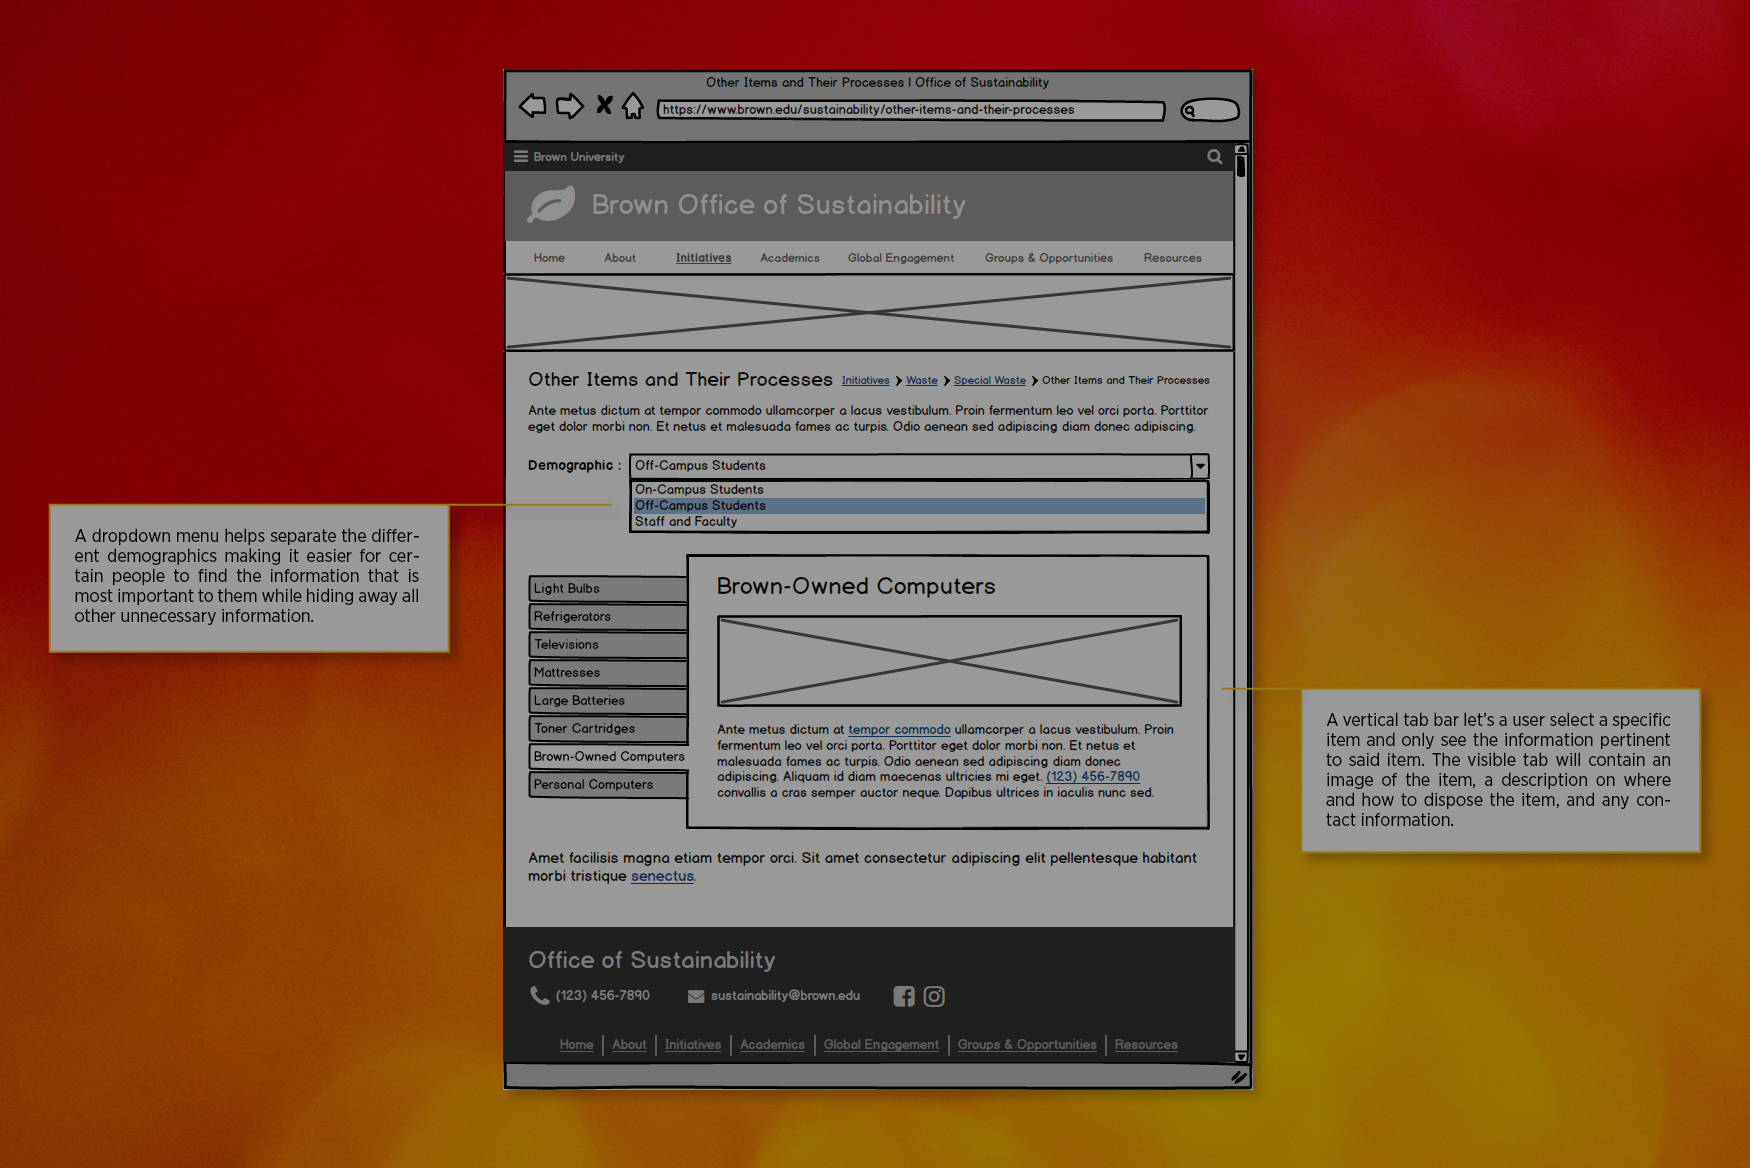 Other Items and Their Processes | Office of Sustainability
https://www.brown.edu/sustainability/other-items-and-their-processes
Brown University
Brown Office of Sustainability
Home About Initiatives Academics Global Engagement Groups & Opportunities Resources
Other Items and Their Processes
Initiatives Waste Special Waste Other Items and Their Processes
Ante metus dictum at tempor commodo ullamcorper a lacus vestibulum. Proin fermentum leo vel orci porta. Porttitor
eget dolor morbi non. Et netus et malesuada fames ac turpis. Odio aenean sed adipiscing diam donec adipiscing.
Demographic : Off-Campus Students
On-Campus Students
Off-Campus Students
Staff and Faculty
A dropdown menu helps separate the differ-
ent demographics making it easier for cer-
tain people to find the information that is
most important to them while hiding away all
other unnecessary information.
Light Bulbs
Refrigerators
Televisions
Mattresses
Large Batteries
Toner Cartridges
Brown-Owned Computers
Personal Computers
Brown-Owned Computers
Ante metus dictum at tempor commodo ullamcorper a lacus vestibulum. Proin
fermentum leo vel orci porta. Porttitor eget dolor morbi non. Et netus et
malesuada fames ac turpis. Odio aenean sed adipiscing diam donec
adipiscing. Aliquam id diam maecenas ultricies mi eget. (123) 456-7890
convallis a cras semper auctor neque. Dapibus ultrices in iaculis nunc sed.
A vertical tab bar let's a user select a specific
item and only see the information pertinent
to said item. The visible tab will contain an
image of the item, a description on where
and how to dispose the item, and any con-
tact information.
Amet facilisis magna etiam tempor orci. Sit amet consectetur adipiscing elit pellentesque habitant
morbi tristique senectus.
Office of Sustainability
(123) 456-7890 sustainability@brown.edu
Home | About | Initiatives | Academics | Global Engagement | Groups & Opportunities | Resources